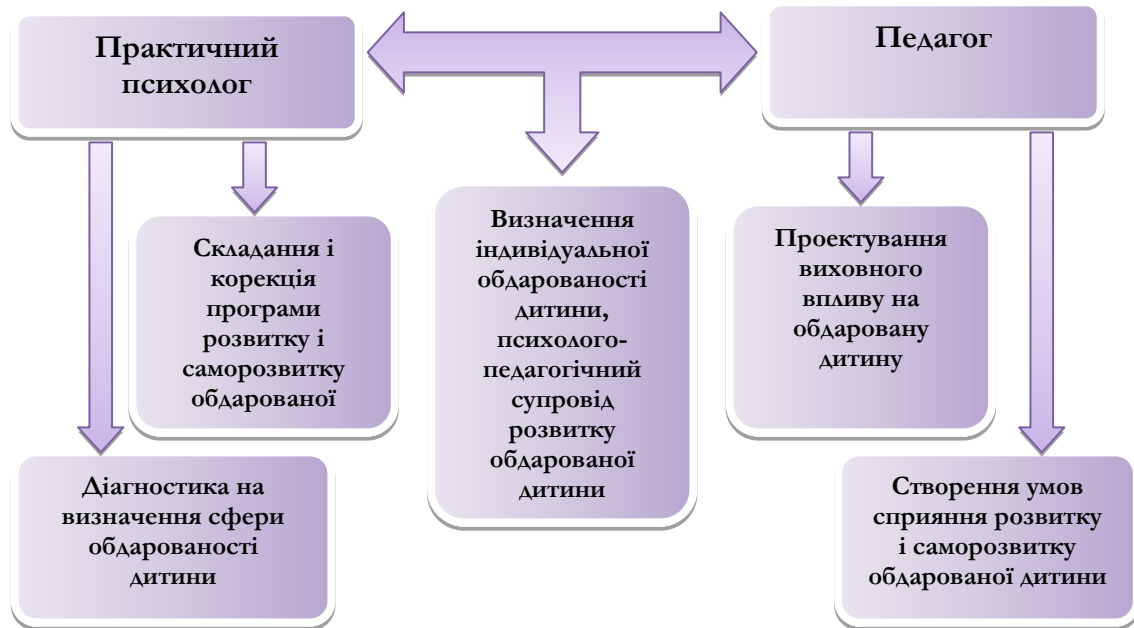 Практичний
психолог
Педагог
Складання і
корекція
програми
розвитку і
саморозвитку
обдарованої
Визначення
індивідуальної
обдарованості
дитини,
психолого-
педагогічний
супровід
розвитку
обдарованої
дитини
Проектування
виховного
впливу на
обдаровану
дитину
Діагностика на
визначення сфери
обдарованості
дитини
Створення умов
сприяння розвитку
і саморозвитку
обдарованої дитини